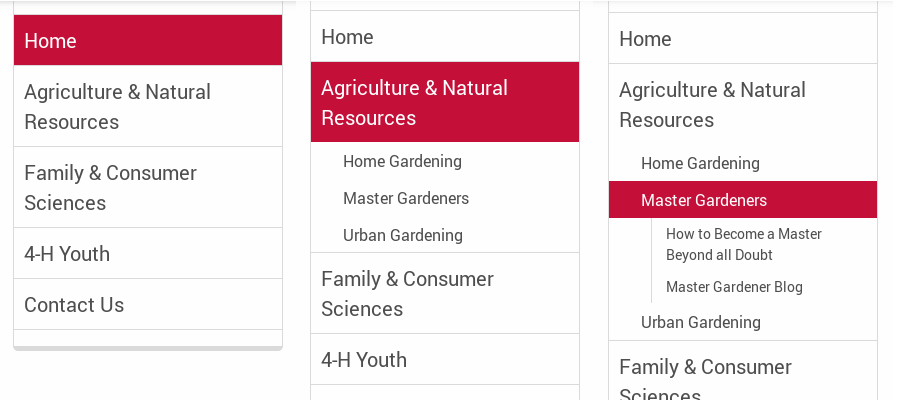 Home
Agriculture & Natural
Resources
Family & Consumer
Sciences
4-H Youth
Contact Us
Home
Agriculture & Natural
Resources
Home Gardening
Master Gardeners
Urban Gardening
Family & Consumer
Sciences
4-H Youth
Home
Agriculture & Natural
Resources
Home Gardening
Master Gardeners
How to Become a Master
Beyond all Doubt
Master Gardener Blog
Urban Gardening
Family & Consumer
Sciences